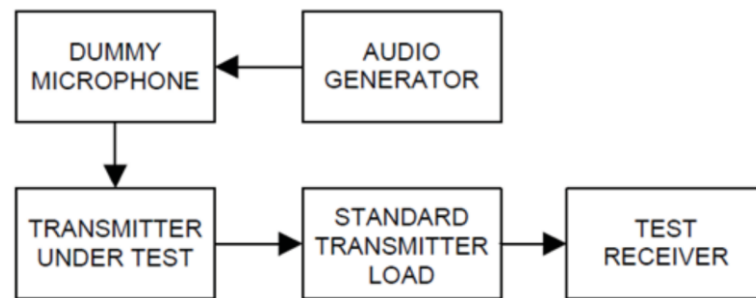 DUMMY
MICROPHONE
AUDIO
GENERATOR
TRANSMITTER
UNDER TEST
STANDARD
TRANSMITTER
LOAD
TEST
RECEIVER